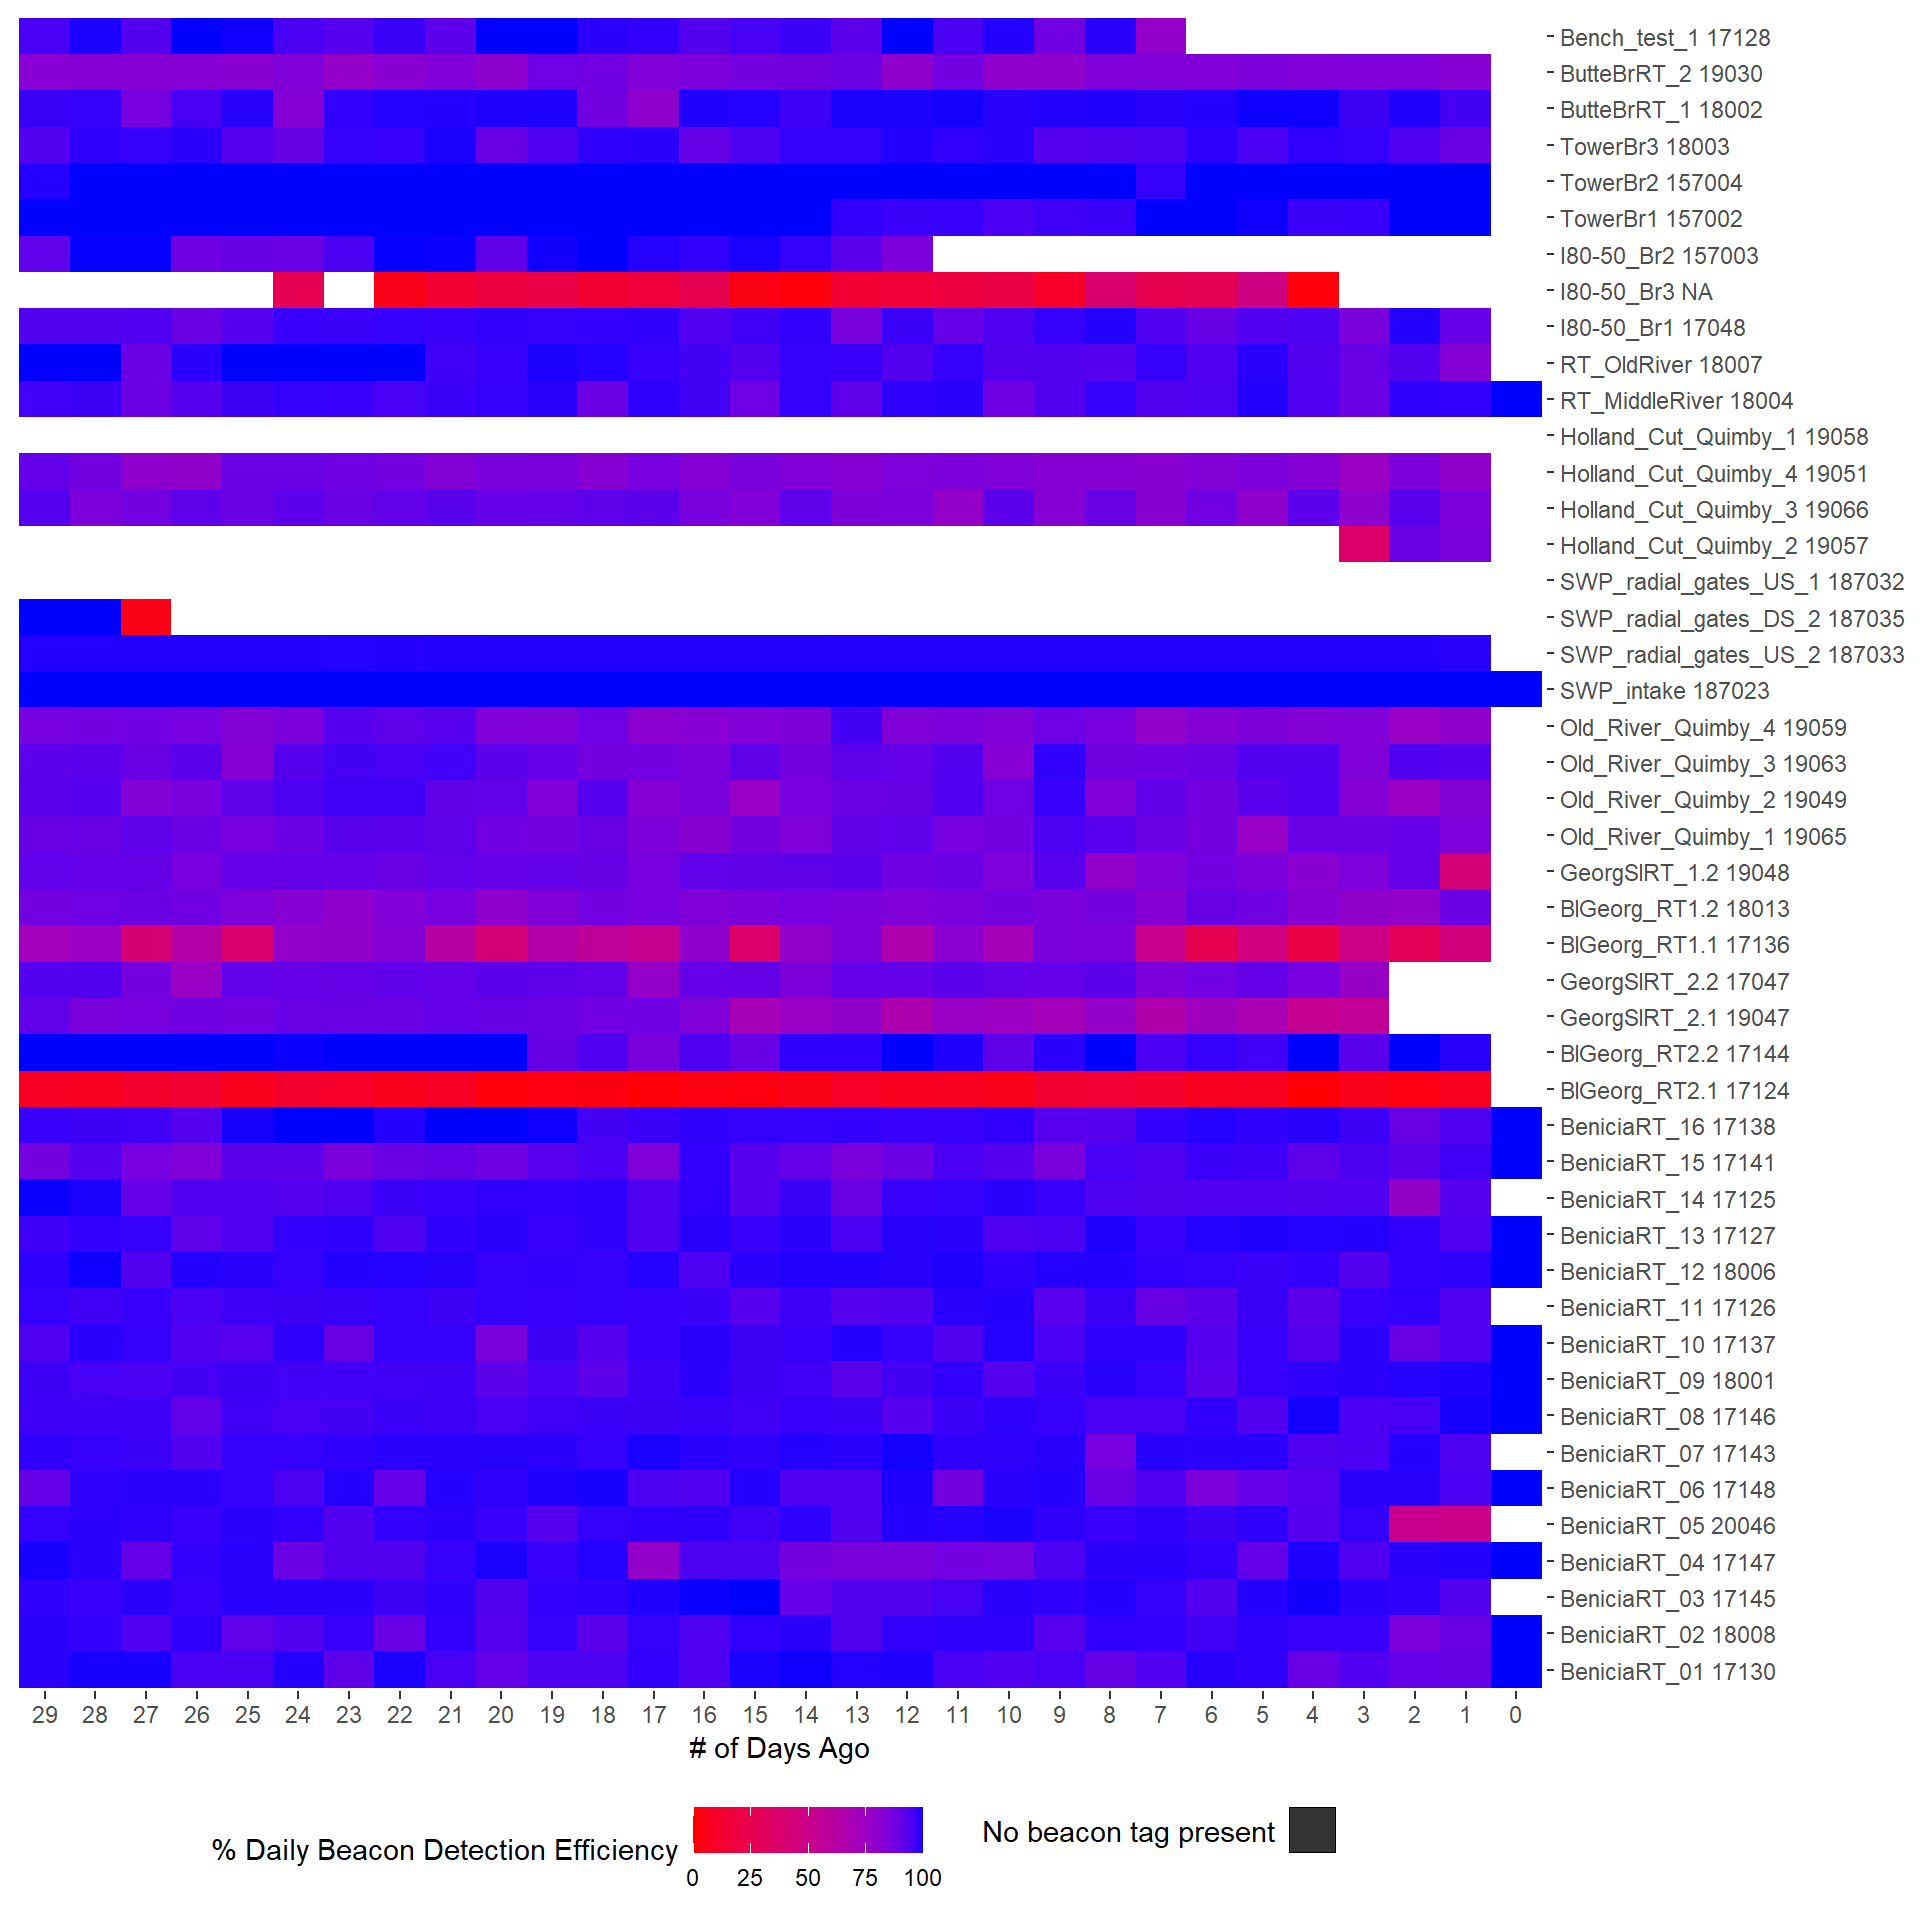 Bench_test_1 17128
ButteBrRT_2 19030
ButteBrRT_1 18002
TowerBr3 18003
TowerBr2 157004
TowerBr1 157002
I80-50_Br2 157003
I80-50_Br3 NA
I80-50_Br1 17048
RT_OldRiver 18007
RT_MiddleRiver 18004
Holland_Cut_Quimby_1 19058
Holland_Cut_Quimby_4 19051
Holland_Cut_Quimby_3 19066
Holland_Cut_Quimby_2 19057
SWP_radial_gates_US_1 187032
SWP_radial_gates_DS_2 187035
SWP_radial_gates_US_2 187033
SWP_intake 187023
Old_River_Quimby_4 19059
Old_River_Quimby_3 19063
Old_River_Quimby_2 19049
Old_River_Quimby_1 19065
GeorgSlRT_1.2 19048
BlGeorg_RT1.2 18013
BlGeorg_RT1.1 17136
GeorgSlRT_2.2 17047
GeorgSlRT_2.1 19047
BlGeorg_RT2.2 17144
BlGeorg_RT2.1 17124
BeniciaRT_16 17138
BeniciaRT_15 17141
BeniciaRT_14 17125
BeniciaRT_13 17127
BeniciaRT_12 18006
BeniciaRT_11 17126
BeniciaRT_10 17137
BeniciaRT_09 18001
BeniciaRT_08 17146
BeniciaRT_07 17143
BeniciaRT_06 17148
BeniciaRT_05 20046
BeniciaRT_04 17147
BeniciaRT_03 17145
BeniciaRT_02 18008
BeniciaRT_01 17130
29 28 27 26 25 24 23 22 21 20 19 18 17 16 15 14 13 12 11 10 9 8 7 6 5 4 3 2 1 0
# of Days Ago
% Daily Beacon Detection Efficiency
0 25 50 75 100
No beacon tag present